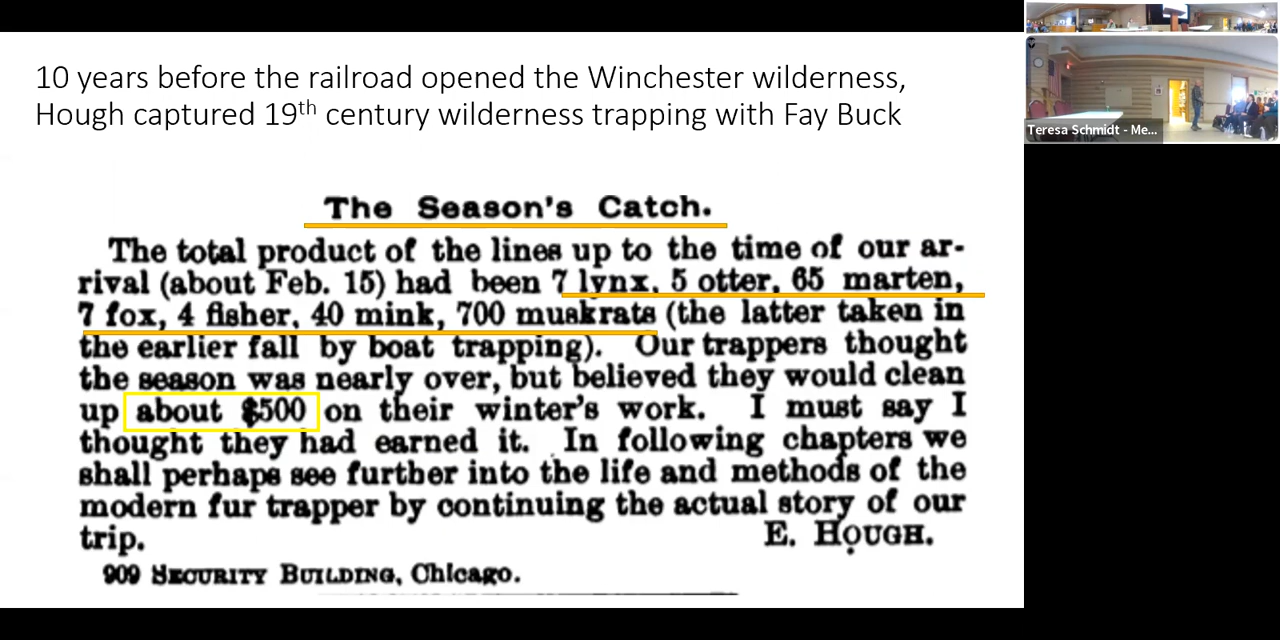 10 years before the railroad opened the Winchester wilderness,
Hough captured 19th century wilderness trapping with Fay Buck
The Season's Catch.
The total product of the lines up to the time of our ar-
rival (about Feb. 15) had been 7 lynx, 5 otter, 65 marten,
7 fox, 4 fisher, 40 mink, 700 muskrats (the latter taken in
the earlier fall by boat trapping). Our trappers thought
the season was nearly over, but believed they would clean
up about $500 on their winter's work. I must say I
thought they had earned it. In following chapters we
shall perhaps see further into the life and methods of the
modern fur trapper by continuing the actual story of our
trip.
E. HOUGH.
909 SECURITY BUILDING, Chicago.
Teresa Schmidt - Me...